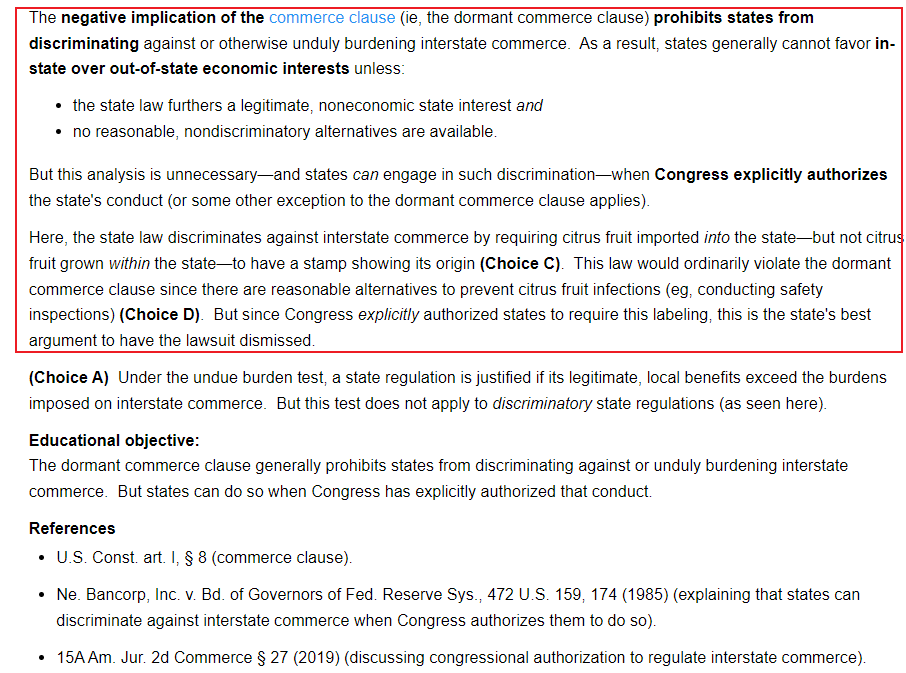 The negative implication of the commerce clause (ie, the dormant commerce clause) prohibits states from
discriminating against or otherwise unduly burdening interstate commerce. As a result, states generally cannot favor in-
state over out-of-state economic interests unless:
• the state law furthers a legitimate, noneconomic state interest and
• no reasonable, nondiscriminatory alternatives are available.
But this analysis is unnecessary—and states can engage in such discrimination—when Congress explicitly authorizes
the state's conduct (or some other exception to the dormant commerce clause applies).
Here, the state law discriminates against interstate commerce by requiring citrus fruit imported into the state—but not citrus
fruit grown within the state—to have a stamp showing its origin (Choice C). This law would ordinarily violate the dormant
commerce clause since there are reasonable alternatives to prevent citrus fruit infections (eg, conducting safety
inspections) (Choice D). But since Congress explicitly authorized states to require this labeling, this is the state's best
argument to have the lawsuit dismissed.
(Choice A) Under the undue burden test, a state regulation is justified if its legitimate, local benefits exceed the burdens
imposed on interstate commerce. But this test does not apply to discriminatory state regulations (as seen here).
Educational objective:
The dormant commerce clause generally prohibits states from discriminating against or unduly burdening interstate
commerce. But states can do so when Congress has explicitly authorized that conduct.
References
• U.S. Const. art. I, § 8 (commerce clause).
• Ne. Bancorp, Inc. v. Bd. of Governors of Fed. Reserve Sys., 472 U.S. 159, 174 (1985) (explaining that states can
discriminate against interstate commerce when Congress authorizes them to do so).
• 15A Am. Jur. 2d Commerce § 27 (2019) (discussing congressional authorization to regulate interstate commerce).